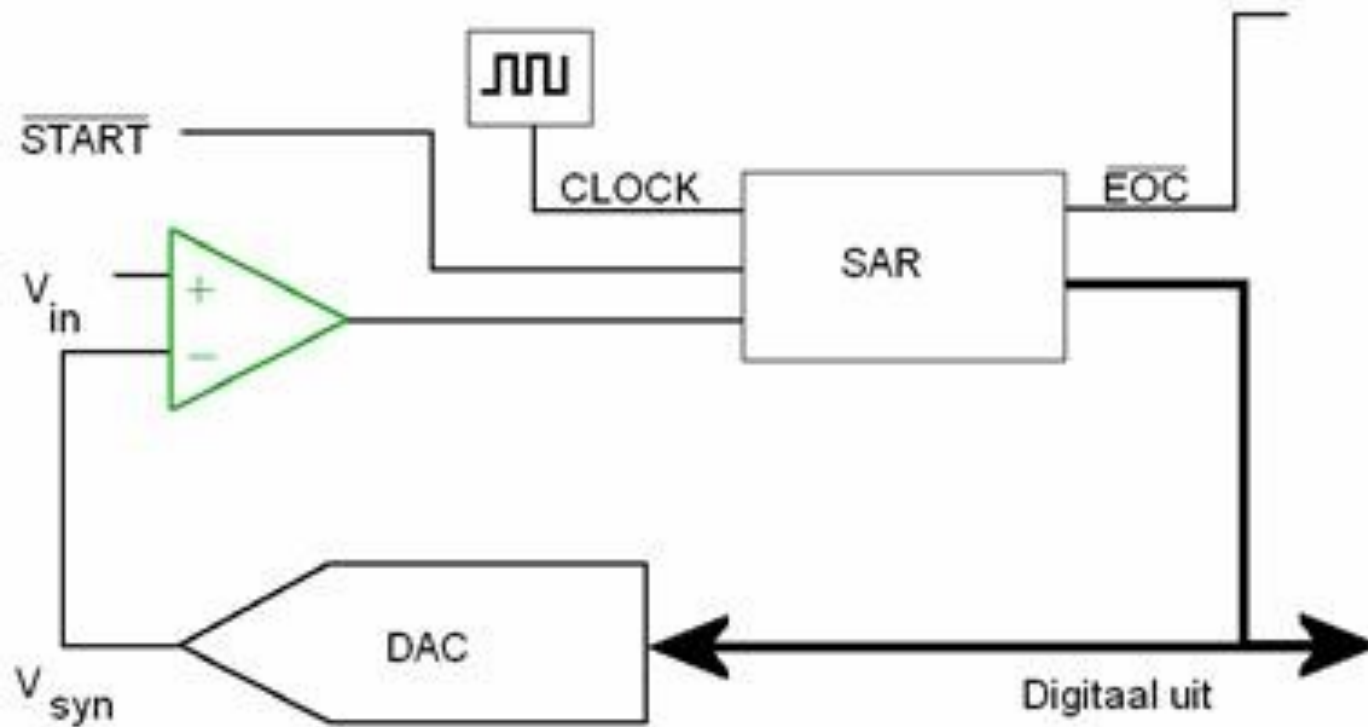 START
CLOCK
EOC
SAR
V in
+
−
DAC
V syn
Digitaal uit